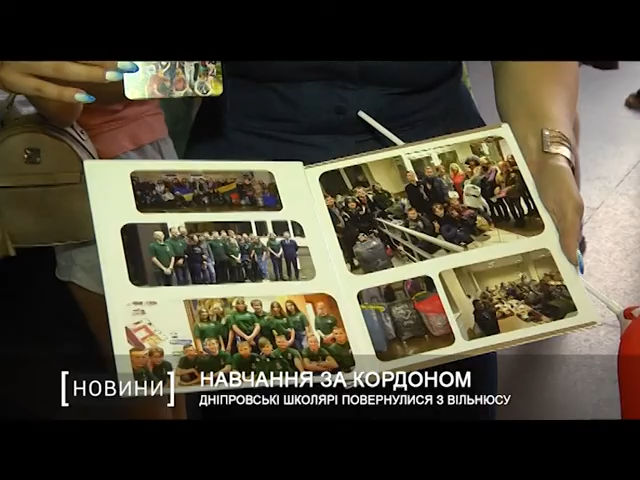 [НОВИНИ]
НАВЧАННЯ ЗА КОРДОНОМ
ДНІПРОВСЬКІ ШКОЛЯРІ ПОВЕРНУЛИСЯ З ВІЛЬНЮСУ